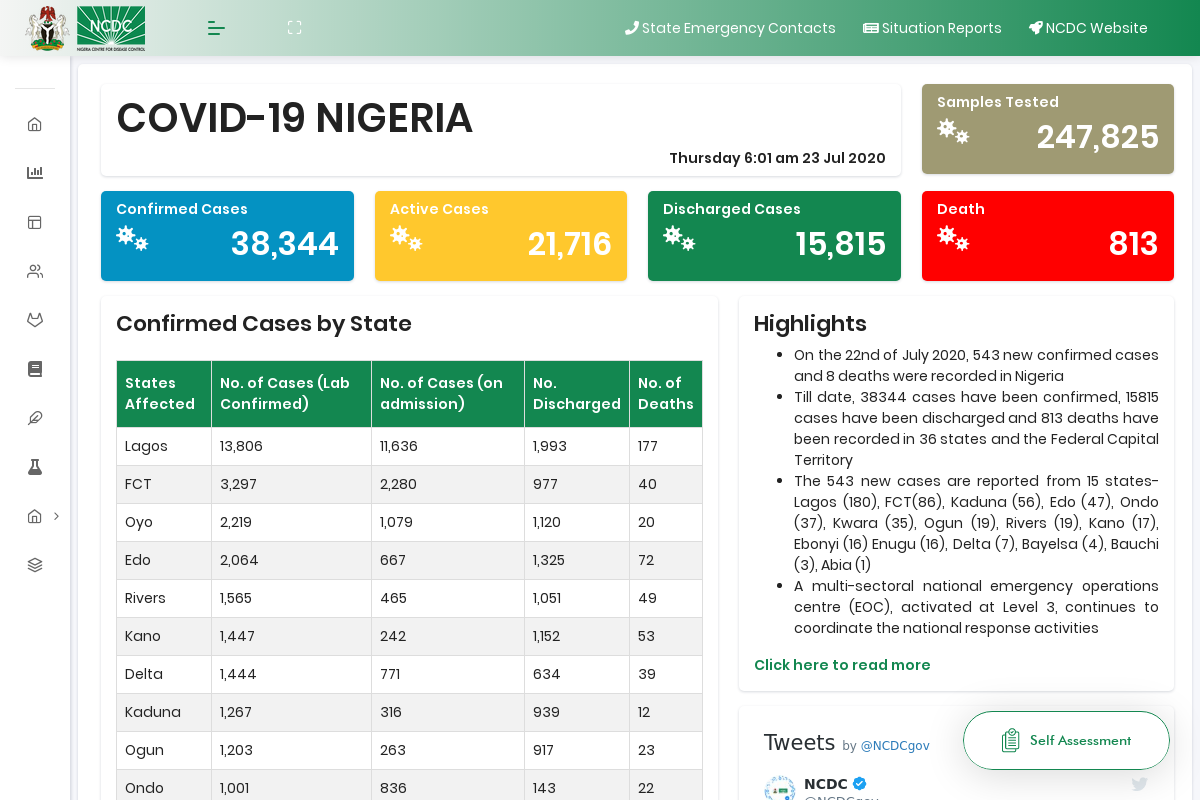 NCDC
NIGERIA CENTRE FOR DISEASE CONTROL
State Emergency Contacts
Situation Reports
NCDC Website
COVID-19 NIGERIA
Thursday 6:01 am 23 Jul 2020
Samples Tested
247,825
Confirmed Cases
38,344
Active Cases
21,716
Discharged Cases
15,815
Death
813
Confirmed Cases by State
States Affected No. of Cases (Lab Confirmed) No. of Cases (on admission) No. Discharged No. of Deaths
Lagos 13,806 11,636 1,993 177
FCT 3,297 2,280 977 40
Oyo 2,219 1,079 1,120 20
Edo 2,064 667 1,325 72
Rivers 1,565 465 1,051 49
Kano 1,447 242 1,152 53
Delta 1,444 771 634 39
Kaduna 1,267 316 939 12
Ogun 1,203 263 917 23
Ondo 1,001 836 143 22
Highlights
On the 22nd of July 2020, 543 new confirmed cases
and 8 deaths were recorded in Nigeria
Till date, 38344 cases have been confirmed, 15815
cases have been discharged and 813 deaths have
been recorded in 36 states and the Federal Capital
Territory
The 543 new cases are reported from 15 states-
Lagos (180), FCT(86), Kaduna (56), Edo (47), Ondo
(37), Kwara (35), Ogun (19), Rivers (19), Kano (17),
Ebonyi (16) Enugu (16), Delta (7), Bayelsa (4), Bauchi
(3), Abia (1)
A multi-sectoral national emergency operations
centre (EOC), activated at Level 3, continues to
coordinate the national response activities
Click here to read more
Tweets by @NCDCgov
Self Assessment
NCDC
@NCDCgov